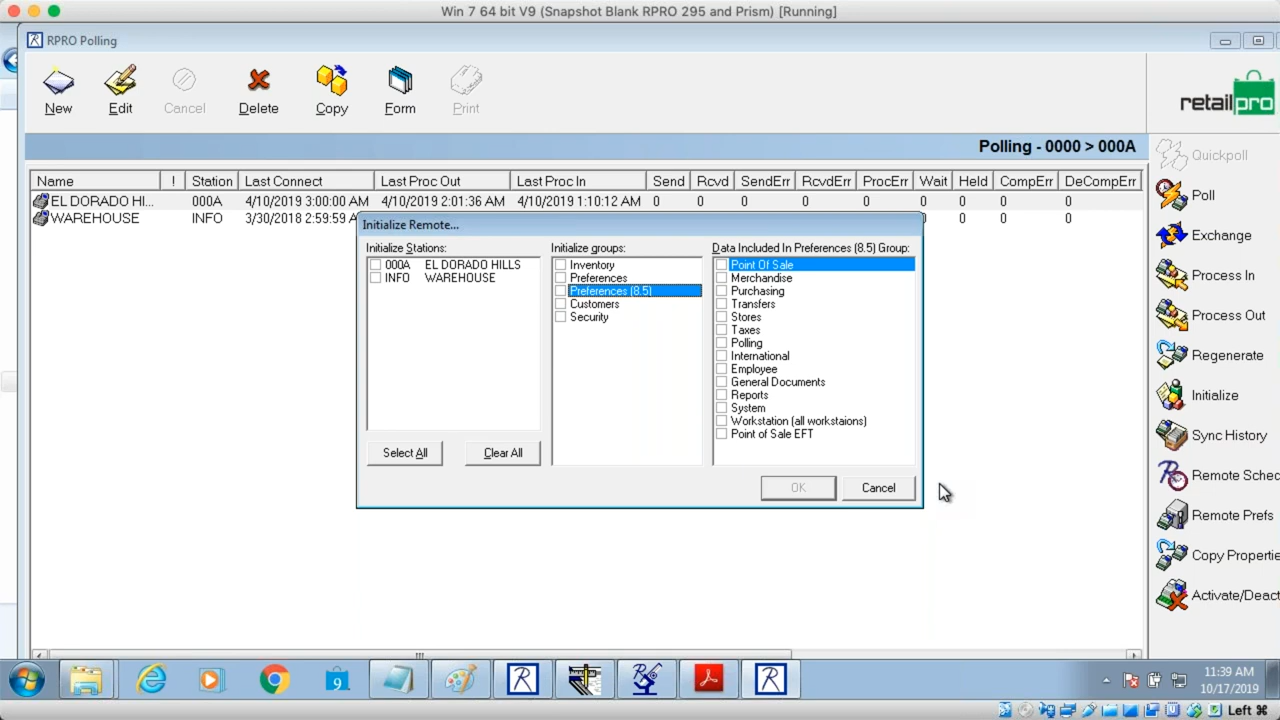 Win 7 64 bit V9 (Snapshot Blank RPRO 295 and Prism) [Running]
RPRO Polling
New Edit Cancel Delete Copy Form Print
retailpro
Polling - 0000 > 000A
Name ! Station Last Connect Last Proc Out Last Proc In Send Rcvd SendErr RcvdErr ProcErr Wait Held CompErr DeCompErr
EL DORADO HI... 000A 4/10/2019 3:00:00 AM 4/10/2019 2:01:36 AM 4/10/2019 1:10:12 AM 0 0 0 0 0 0 0 0 0
WAREHOUSE INFO 3/30/2018 2:59:59 A 0 0 0 0
Initialize Remote...
Initialize Stations:
000A EL DORADO HILLS
INFO WAREHOUSE
Select All Clear All
Initialize groups:
Inventory
Preferences
Preferences (8.5)
Customers
Security
Data Included In Preferences (8.5) Group:
Point Of Sale
Merchandise
Purchasing
Transfers
Stores
Taxes
Polling
International
Employee
General Documents
Reports
System
Workstation (all workstaions)
Point of Sale EFT
OK Cancel
Quickpoll
Poll
Exchange
Process In
Process Out
Regenerate
Initialize
Sync History
Remote Sched
Remote Prefs
Copy Propertie
Activate/Deact
9
11:39 AM
10/17/2019
Left ⌘